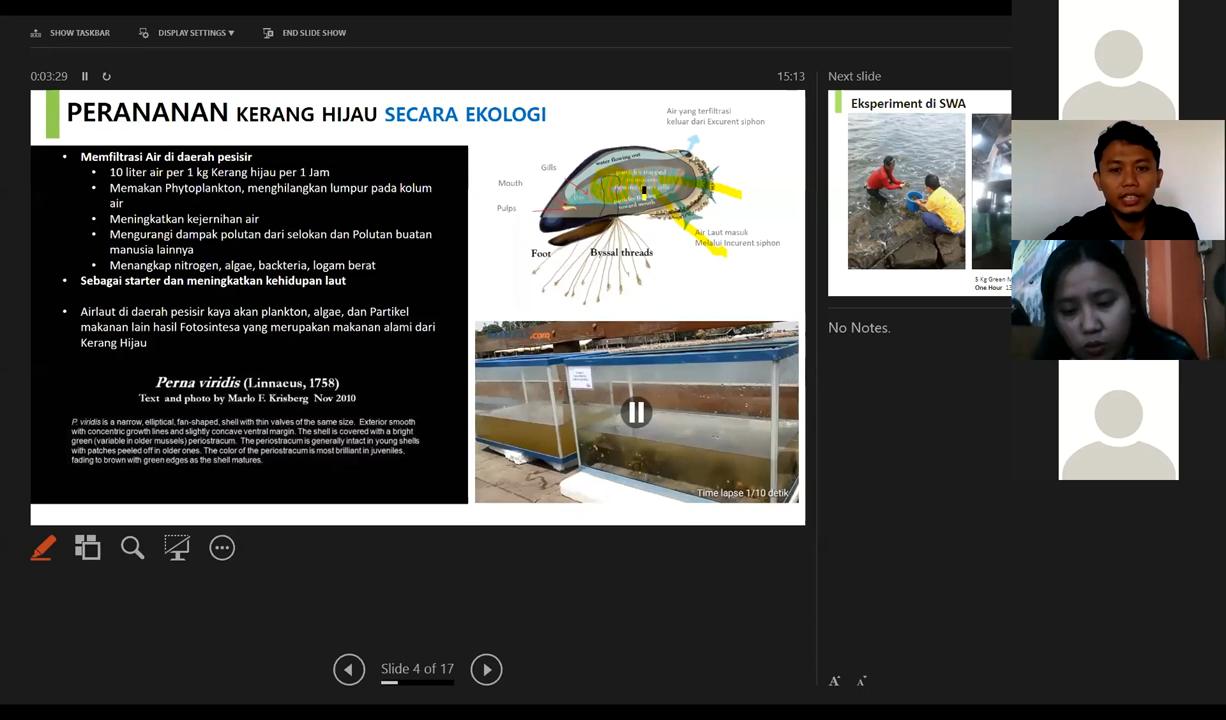 SHOW TASKBAR
DISPLAY SETTINGS ▼
END SLIDE SHOW
0:03:29
15:13
Next slide
PERANANAN KERANG HIJAU SECARA EKOLOGI
• Memfiltrasi Air di daerah pesisir
• 10 liter air per 1 kg Kerang hijau per 1 Jam
• Memakan Phytoplankton, menghilangkan lumpur pada kolum
air
• Meningkatkan kejernihan air
• Mengurangi dampak polutan dari selokan dan Polutan buatan
manusia lainnya
• Menangkap nitrogen, algae, backteria, logam berat
• Sebagai starter dan meningkatkan kehidupan laut
• Airlaut di daerah pesisir kaya akan plankton, algae, dan Partikel
makanan lain hasil Fotosintesa yang merupakan makanan alami dari
Kerang Hijau
Perna viridis (Linnaeus, 1758)
Text and photo by Marlo F. Krisberg Nov 2010
P. viridis is a narrow, elliptical, fan-shaped, shell with thin valves of the same size. Exterior smooth
with concentric growth lines and slightly concave ventral margin. The shell is covered with a bright
green (variable in older mussels) periostracum. The periostracum is generally intact in young shells
with patches peeled off in older ones. The color of the periostracum is most brilliant in juveniles,
fading to brown with green edges as the shell matures.
Air yang terfiltrasi
keluar dari Excurent siphon
water flowing out
Gills
Mouth
Pulps
Air Laut masuk
Melalui Incurent siphon
Foot
Byssal threads
.com
Time lapse 1/10 detik
Eksperiment di SWA
5 Kg Green M
One Hour
No Notes.
Slide 4 of 17
A
A